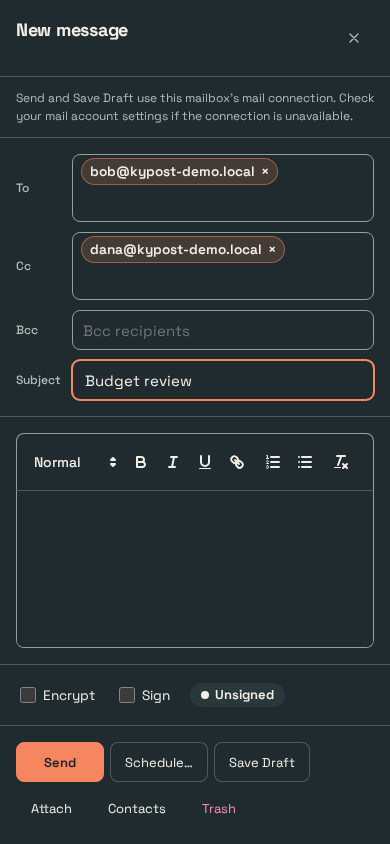 New message
×
Send and Save Draft use this mailbox's mail connection. Check
your mail account settings if the connection is unavailable.
To
bob@kypost-demo.local ×
Cc
dana@kypost-demo.local ×
Bcc
Bcc recipients
Subject
Budget review
Normal
Encrypt
Sign
Unsigned
Send
Schedule…
Save Draft
Attach
Contacts
Trash